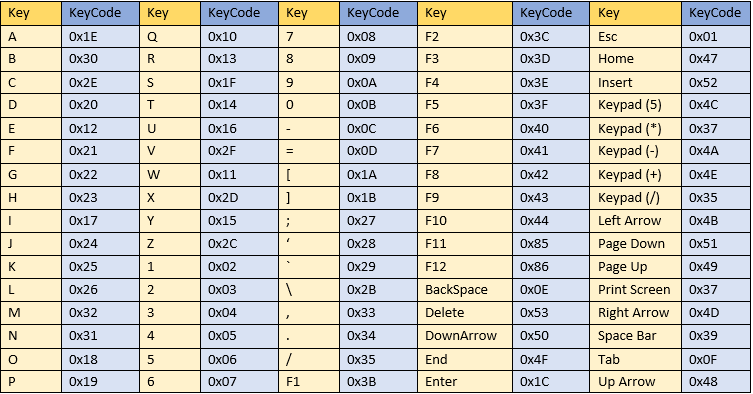 Key KeyCode Key KeyCode Key KeyCode Key KeyCode Key KeyCode
A 0x1E Q 0x10 7 0x08 F2 0x3C Esc 0x01
B 0x30 R 0x13 8 0x09 F3 0x3D Home 0x47
C 0x2E S 0x1F 9 0x0A F4 0x3E Insert 0x52
D 0x20 T 0x14 0 0x0B F5 0x3F Keypad (5) 0x4C
E 0x12 U 0x16 - 0x0C F6 0x40 Keypad (*) 0x37
F 0x21 V 0x2F = 0x0D F7 0x41 Keypad (-) 0x4A
G 0x22 W 0x11 [ 0x1A F8 0x42 Keypad (+) 0x4E
H 0x23 X 0x2D ] 0x1B F9 0x43 Keypad (/) 0x35
I 0x17 Y 0x15 ; 0x27 F10 0x44 Left Arrow 0x4B
J 0x24 Z 0x2C ‘ 0x28 F11 0x85 Page Down 0x51
K 0x25 1 0x02 ` 0x29 F12 0x86 Page Up 0x49
L 0x26 2 0x03 \ 0x2B BackSpace 0x0E Print Screen 0x37
M 0x32 3 0x04 , 0x33 Delete 0x53 Right Arrow 0x4D
N 0x31 4 0x05 . 0x34 DownArrow 0x50 Space Bar 0x39
O 0x18 5 0x06 / 0x35 End 0x4F Tab 0x0F
P 0x19 6 0x07 F1 0x3B Enter 0x1C Up Arrow 0x48